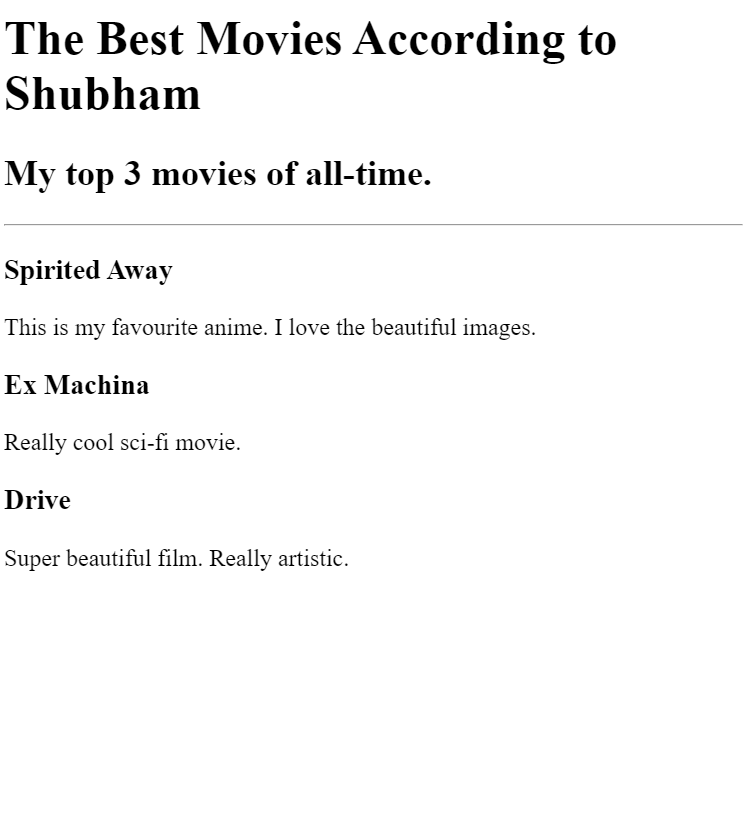 The Best Movies According to
Shubham
My top 3 movies of all-time.
Spirited Away
This is my favourite anime. I love the beautiful images.
Ex Machina
Really cool sci-fi movie.
Drive
Super beautiful film. Really artistic.